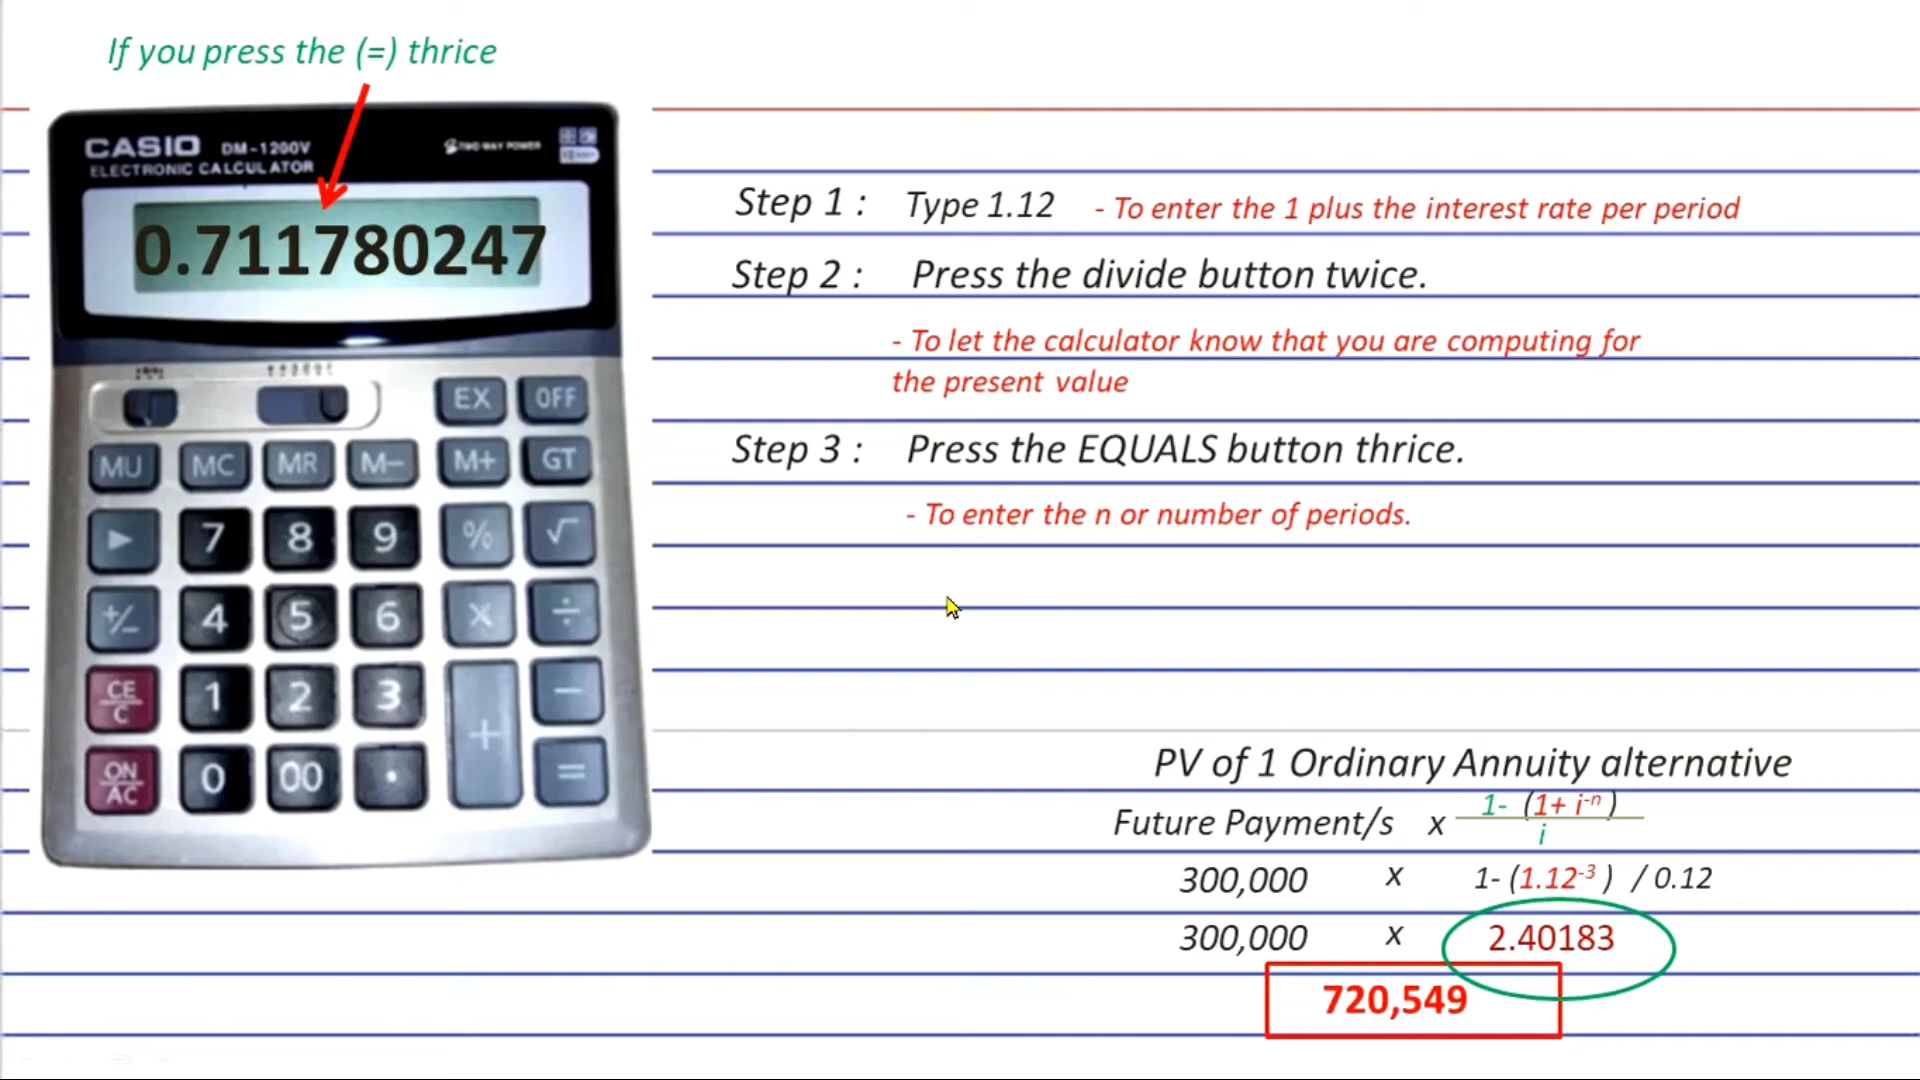 If you press the (=) thrice
CASIO DM-1200V
ELECTRONIC CALCULATOR
TWO WAY POWER
0.711780247
EX OFF
MU MC MR M− M+ GT
▶ 7 8 9 % √
+/− 4 5 6 X ÷
CE/C 1 2 3 + −
ON/AC 0 00 . =
Step 1 : Type 1.12 - To enter the 1 plus the interest rate per period
Step 2 : Press the divide button twice.
- To let the calculator know that you are computing for
the present value
Step 3 : Press the EQUALS button thrice.
- To enter the n or number of periods.
PV of 1 Ordinary Annuity alternative
Future Payment/s x 1- (1+ i⁻ⁿ) / i
300,000 x 1- (1.12⁻³ ) / 0.12
300,000 x 2.40183
720,549